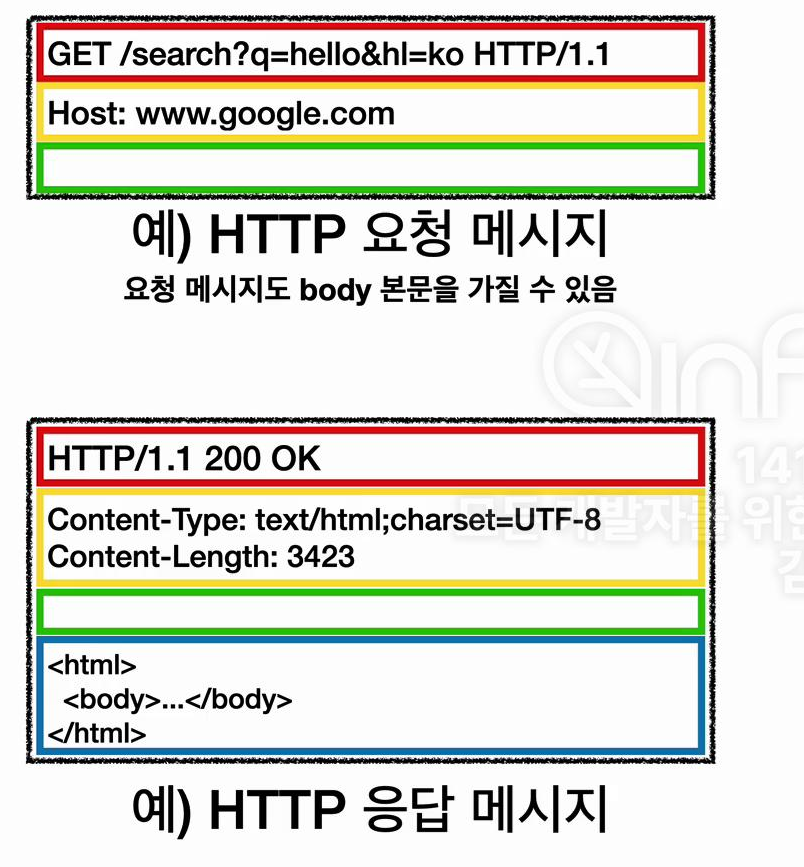 GET /search?q=hello&hl=ko HTTP/1.1
Host: www.google.com
예) HTTP 요청 메시지
요청 메시지도 body 본문을 가질 수 있음
inf
141
HTTP/1.1 200 OK
모든 개발자를 위한
Content-Type: text/html;charset=UTF-8
Content-Length: 3423
<html>
<body>...</body>
</html>
예) HTTP 응답 메시지